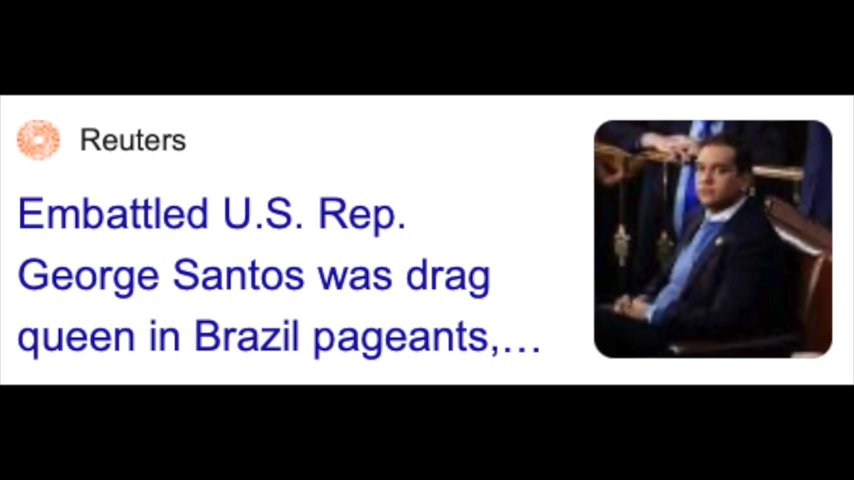 Reuters
Embattled U.S. Rep.
George Santos was drag
queen in Brazil pageants,...